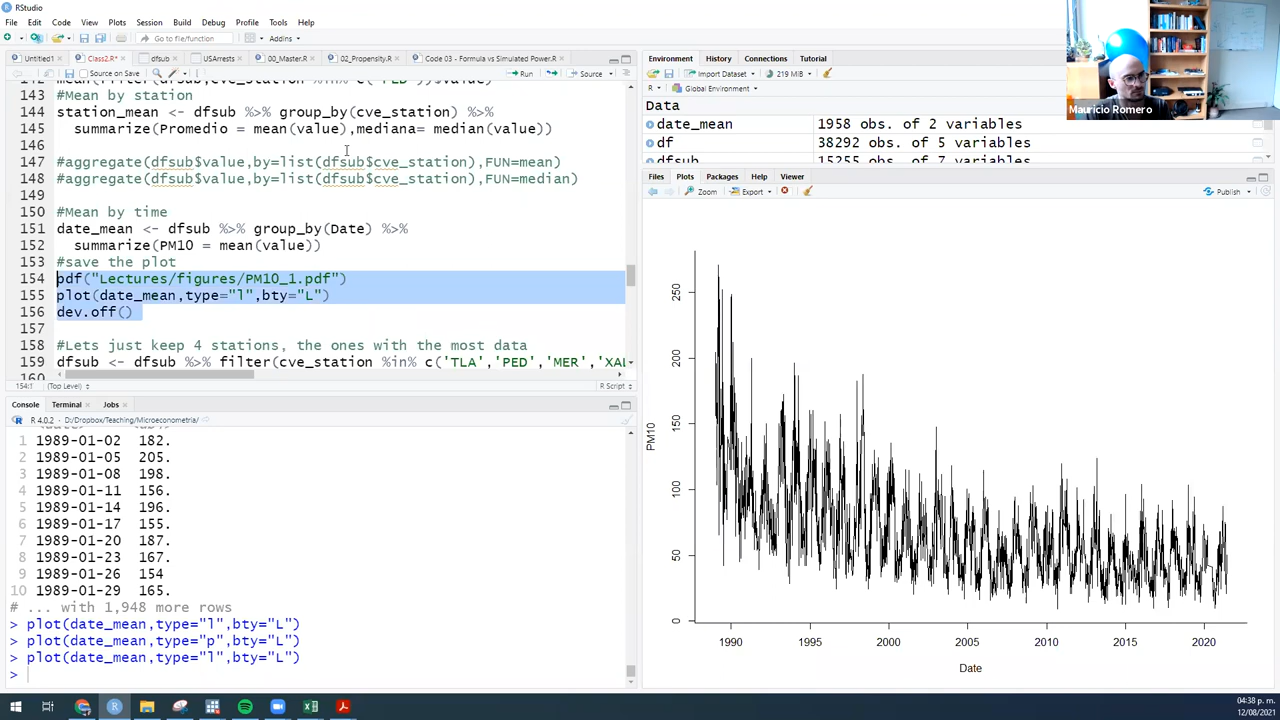 RStudio
File Edit Code View Plots Session Build Debug Profile Tools Help
Go to file/function Addins
Untitled1 Class2.R* dfsub USArrests 00_Master.R 02_Propensity.R Code 03 - Formula vs Simulated Power.R
Source on Save Run Source
143 #Mean by station
144 station_mean <- dfsub %>% group_by(cve_station) %>%
145 summarize(Promedio = mean(value),mediana= median(value))
146
147 #aggregate(dfsub$value,by=list(dfsub$cve_station),FUN=mean)
148 #aggregate(dfsub$value,by=list(dfsub$cve_station),FUN=median)
149
150 #Mean by time
151 date_mean <- dfsub %>% group_by(Date) %>%
152 summarize(PM10 = mean(value))
153 #save the plot
154 pdf("Lectures/figures/PM10_1.pdf")
155 plot(date_mean,type="l",bty="L")
156 dev.off()
157
158 #Lets just keep 4 stations, the ones with the most data
159 dfsub <- dfsub %>% filter(cve_station %in% c('TLA','PED','MER','XAL
160
154:1 (Top Level) R Script
Console Terminal Jobs
R 4.0.2 · D:/Dropbox/Teaching/Microeconometria/
1 1989-01-02 182.
2 1989-01-05 205.
3 1989-01-08 198.
4 1989-01-11 156.
5 1989-01-14 196.
6 1989-01-17 155.
7 1989-01-20 187.
8 1989-01-23 167.
9 1989-01-26 154
10 1989-01-29 165.
# ... with 1,948 more rows
> plot(date_mean,type="l",bty="L")
> plot(date_mean,type="p",bty="L")
> plot(date_mean,type="l",bty="L")
>
Environment History Connections Tutorial
Import Dataset 219 MiB
R Global Environment
Data
date_mean 1958 obs. of 2 variables
df 38292 obs. of 5 variables
dfsub 15255 obs. of 7 variables
Files Plots Packages Help Viewer
Zoom Export Publish
PM10
250
200
150
100
50
0
1990 1995 2000 2005 2010 2015 2020
Date
Mauricio Romero
04:38 p. m.
12/08/2021